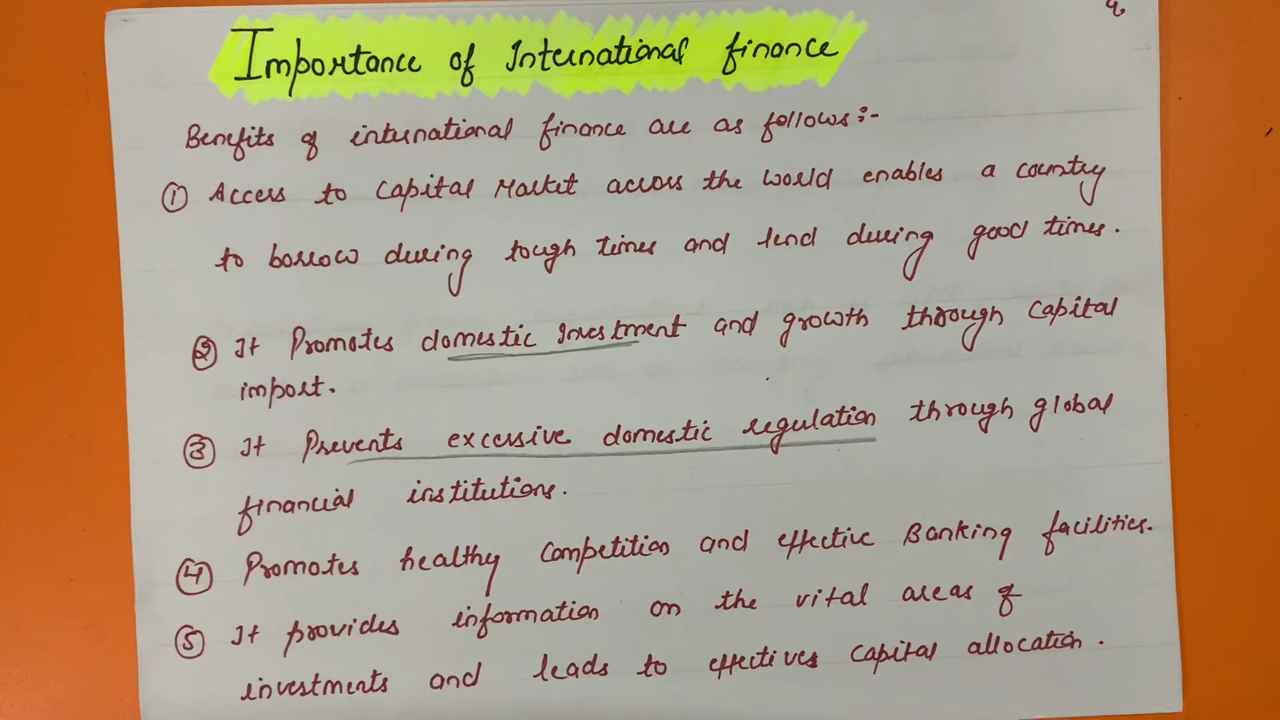 Importance of International finance
Benefits of international finance are as follows:-
① Access to Capital Market across the world enables a country
to borrow during tough times and lend during good times.
② It Promotes domestic Investment and growth through Capital
import.
③ It Prevents excessive domestic regulation through global
financial institutions.
④ Promotes healthy Competition and effective Banking facilities.
⑤ It provides information on the vital areas of
investments and leads to effectives Capital allocation.